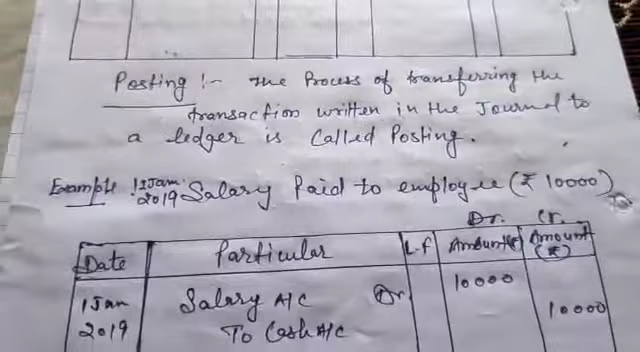 Posting :- The Process of transferring the
transaction written in the Journal to
a ledger is Called Posting.
Example :1Jan 2019 Salary Paid to employee (₹ 10000)
Dr. Cr.
Date Particular L.f Amount(₹) Amount (₹)
1 Jan 2019 Salary A/C Dr 10000
To Cash A/C 10000